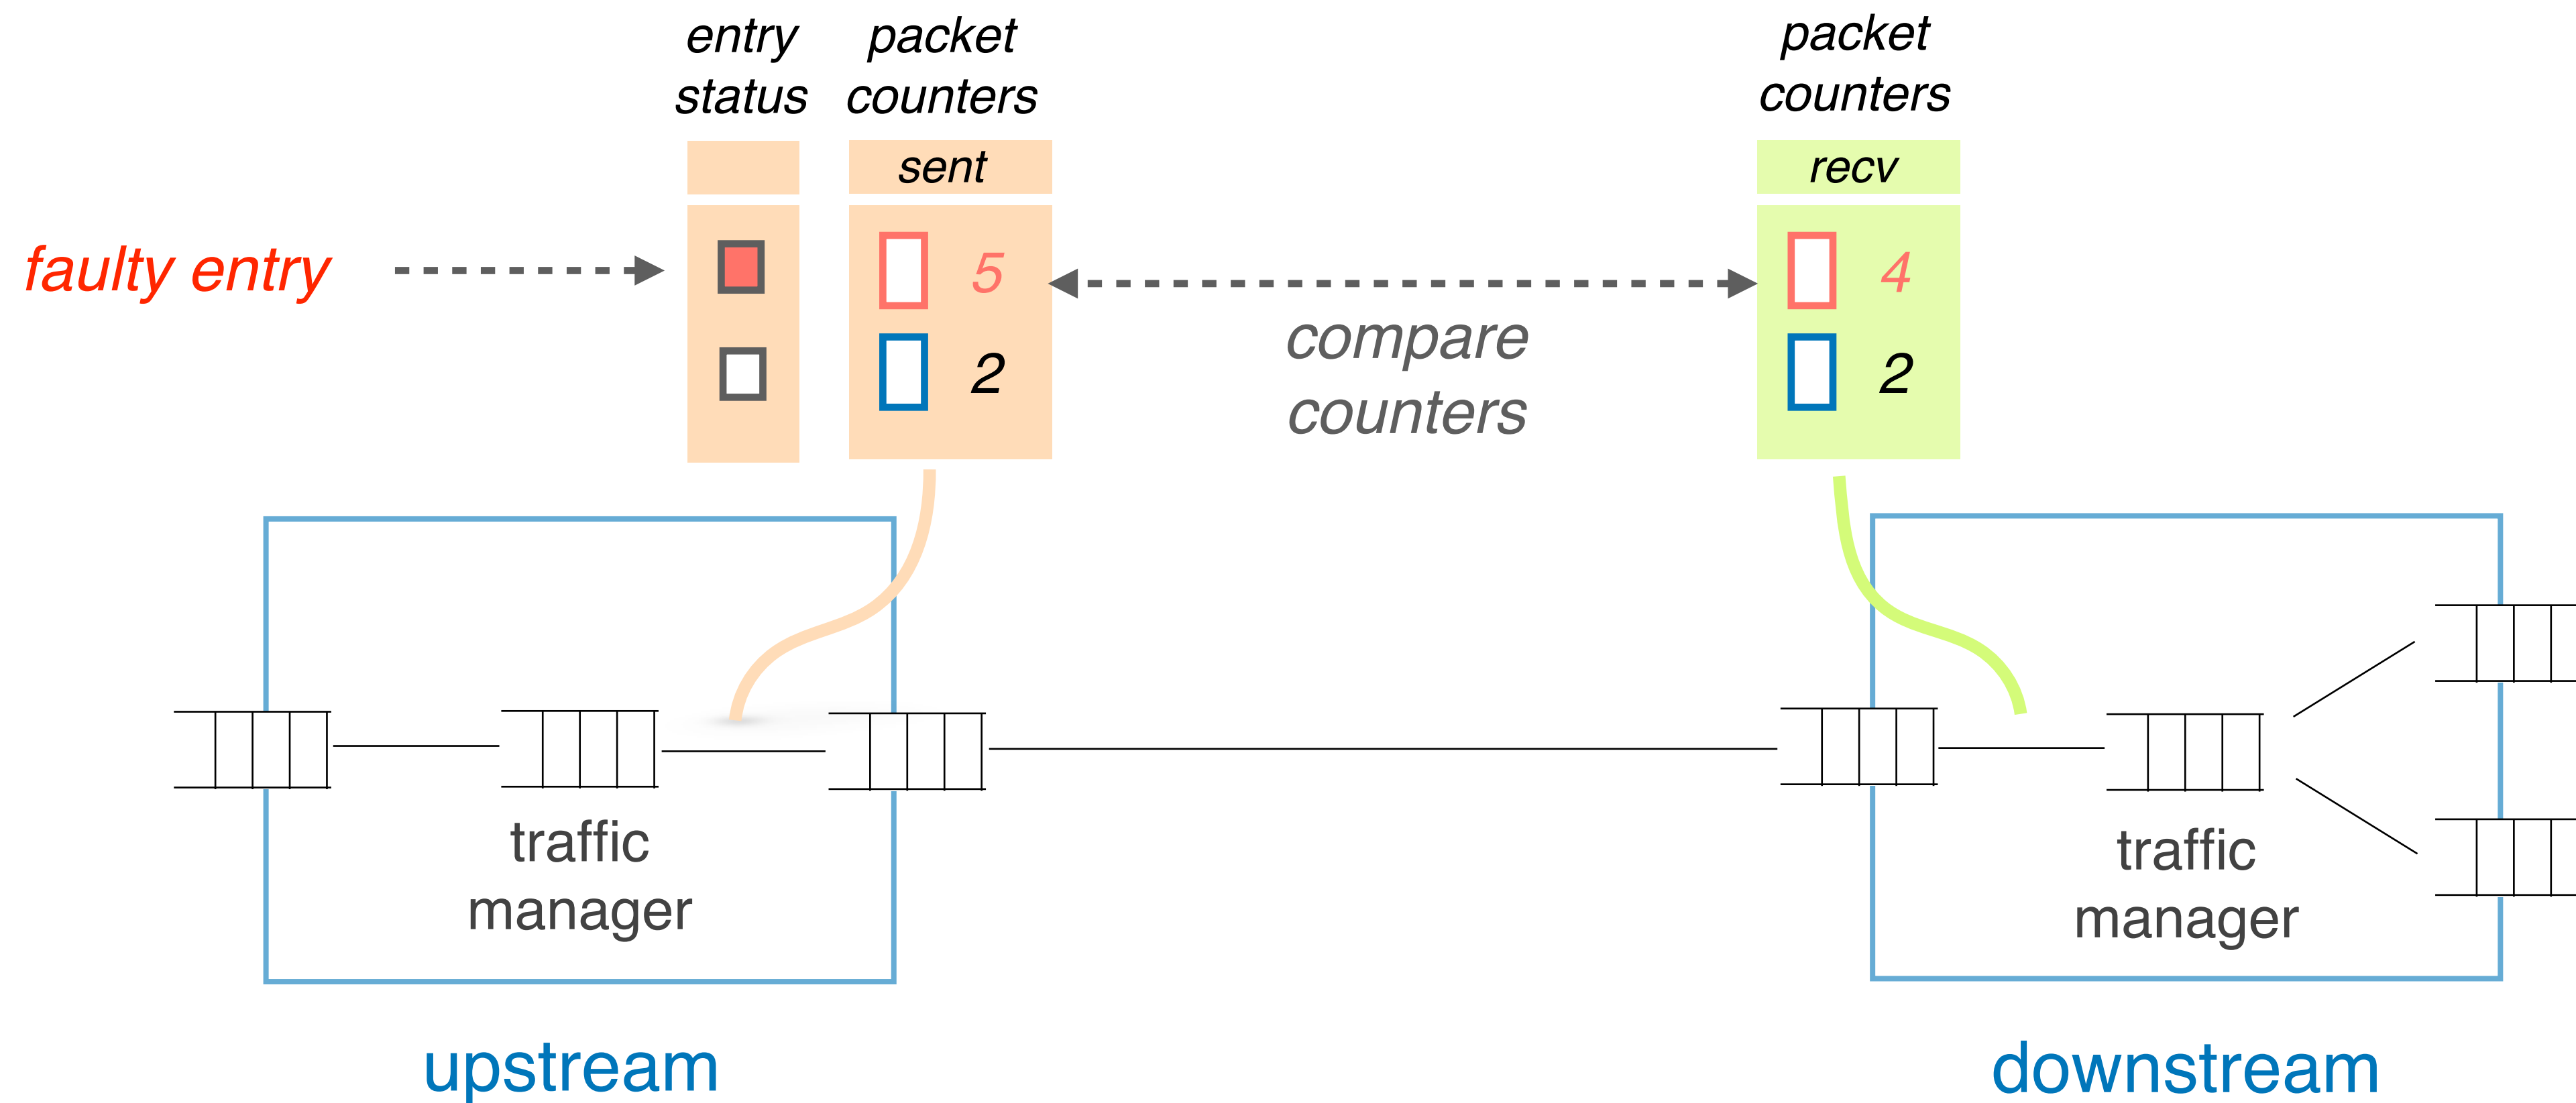 entry
status
packet
counters
packet
counters
sent
recv
faulty entry
5
4
compare
counters
2
2
traffic
manager
traffic
manager
upstream
downstream